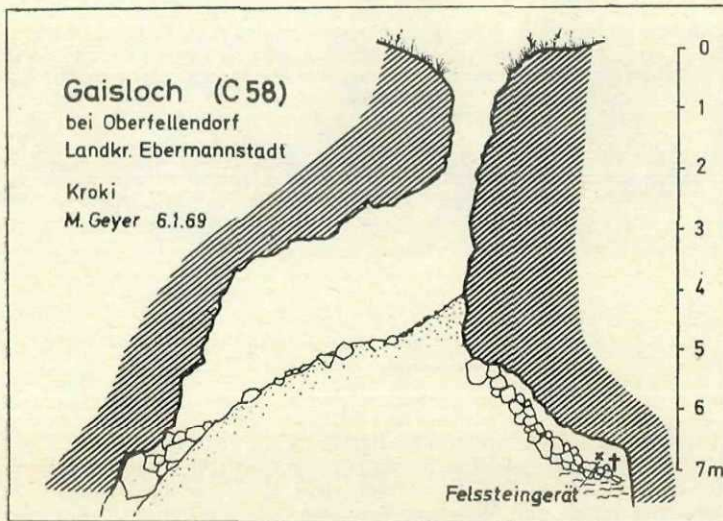 Gaisloch (C 58)
bei Oberfellendorf
Landkr. Ebermannstadt
Kroki
M. Geyer 6.1.69
0
1
2
3
4
5
6
7m
Felssteingerät